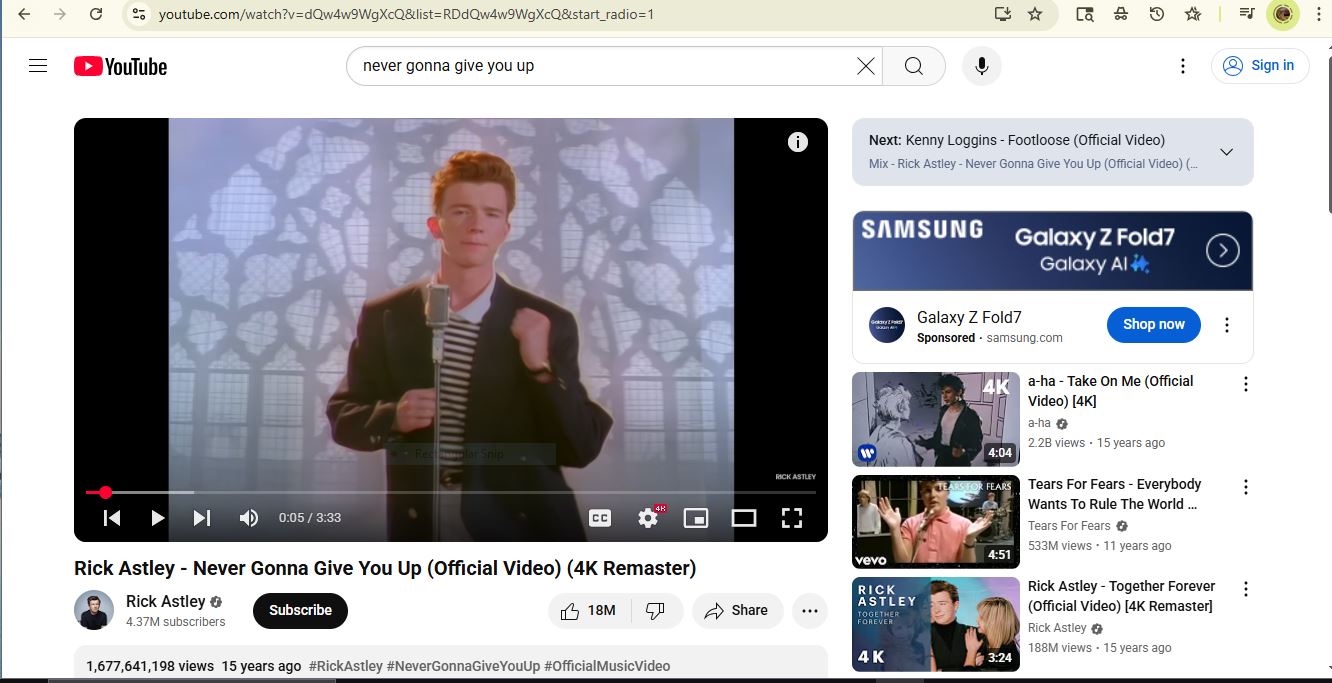 youtube.com/watch?v=dQw4w9WgXcQ&list=RDdQw4w9WgXcQ&start_radio=1
YouTube
never gonna give you up
Sign in
Next: Kenny Loggins - Footloose (Official Video)
Mix - Rick Astley - Never Gonna Give You Up (Official Video) (...
SAMSUNG
Galaxy Z Fold7
Galaxy AI
Galaxy Z Fold7
Galaxy Z Fold7
Sponsored · samsung.com
Shop now
4K
4:04
a-ha - Take On Me (Official
Video) [4K]
a-ha
2.2B views · 15 years ago
TEARS FOR FEARS
vevo
4:51
Tears For Fears - Everybody
Wants To Rule The World ...
Tears For Fears
533M views · 11 years ago
RICK
ASTLEY
TOGETHER
FOREVER
4K
3:24
Rick Astley - Together Forever
(Official Video) [4K Remaster]
Rick Astley
188M views · 15 years ago
Rectangular Snip
RICK ASTLEY
0:05 / 3:33
CC
4K
Rick Astley - Never Gonna Give You Up (Official Video) (4K Remaster)
Rick Astley
4.37M subscribers
Subscribe
18M
Share
1,677,641,198 views 15 years ago #RickAstley #NeverGonnaGiveYouUp #OfficialMusicVideo